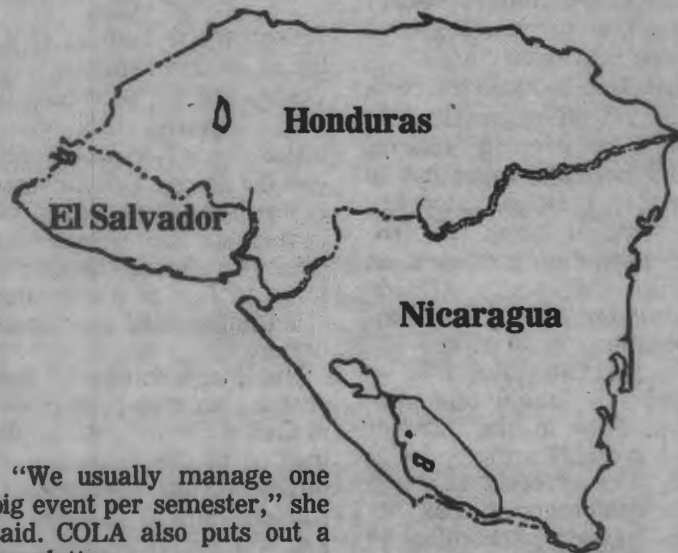 Honduras
El Salvador
Nicaragua
"We usually manage one
big event per semester," she
said. COLA also puts out a